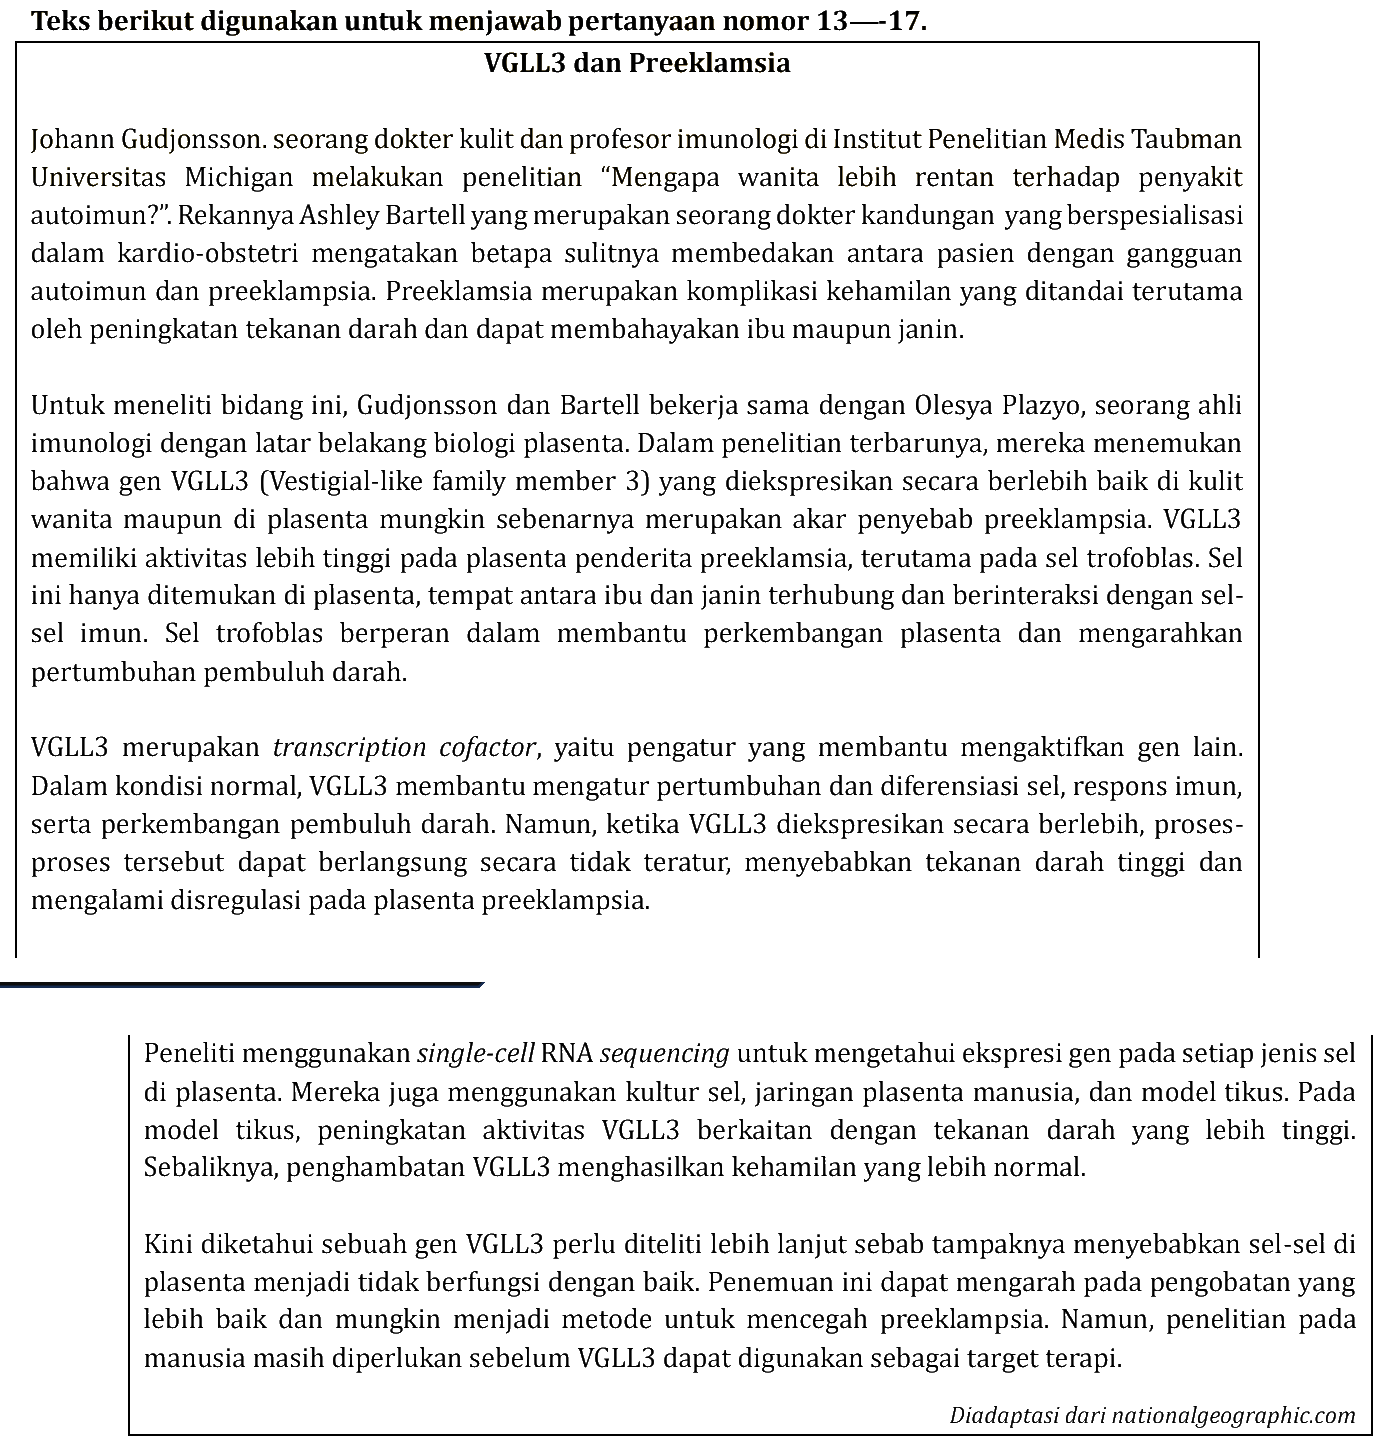 Teks berikut digunakan untuk menjawab pertanyaan nomor 13—-17.
VGLL3 dan Preeklamsia
Johann Gudjonsson. seorang dokter kulit dan profesor imunologi di Institut Penelitian Medis Taubman
Universitas Michigan melakukan penelitian “Mengapa wanita lebih rentan terhadap penyakit
autoimun?”. Rekannya Ashley Bartell yang merupakan seorang dokter kandungan yang berspesialisasi
dalam kardio-obstetri mengatakan betapa sulitnya membedakan antara pasien dengan gangguan
autoimun dan preeklampsia. Preeklamsia merupakan komplikasi kehamilan yang ditandai terutama
oleh peningkatan tekanan darah dan dapat membahayakan ibu maupun janin.
Untuk meneliti bidang ini, Gudjonsson dan Bartell bekerja sama dengan Olesya Plazyo, seorang ahli
imunologi dengan latar belakang biologi plasenta. Dalam penelitian terbarunya, mereka menemukan
bahwa gen VGLL3 (Vestigial-like family member 3) yang diekspresikan secara berlebih baik di kulit
wanita maupun di plasenta mungkin sebenarnya merupakan akar penyebab preeklampsia. VGLL3
memiliki aktivitas lebih tinggi pada plasenta penderita preeklamsia, terutama pada sel trofoblas. Sel
ini hanya ditemukan di plasenta, tempat antara ibu dan janin terhubung dan berinteraksi dengan sel-
sel imun. Sel trofoblas berperan dalam membantu perkembangan plasenta dan mengarahkan
pertumbuhan pembuluh darah.
VGLL3 merupakan transcription cofactor, yaitu pengatur yang membantu mengaktifkan gen lain.
Dalam kondisi normal, VGLL3 membantu mengatur pertumbuhan dan diferensiasi sel, respons imun,
serta perkembangan pembuluh darah. Namun, ketika VGLL3 diekspresikan secara berlebih, proses-
proses tersebut dapat berlangsung secara tidak teratur, menyebabkan tekanan darah tinggi dan
mengalami disregulasi pada plasenta preeklampsia.
Peneliti menggunakan single-cell RNA sequencing untuk mengetahui ekspresi gen pada setiap jenis sel
di plasenta. Mereka juga menggunakan kultur sel, jaringan plasenta manusia, dan model tikus. Pada
model tikus, peningkatan aktivitas VGLL3 berkaitan dengan tekanan darah yang lebih tinggi.
Sebaliknya, penghambatan VGLL3 menghasilkan kehamilan yang lebih normal.
Kini diketahui sebuah gen VGLL3 perlu diteliti lebih lanjut sebab tampaknya menyebabkan sel-sel di
plasenta menjadi tidak berfungsi dengan baik. Penemuan ini dapat mengarah pada pengobatan yang
lebih baik dan mungkin menjadi metode untuk mencegah preeklampsia. Namun, penelitian pada
manusia masih diperlukan sebelum VGLL3 dapat digunakan sebagai target terapi.
Diadaptasi dari nationalgeographic.com